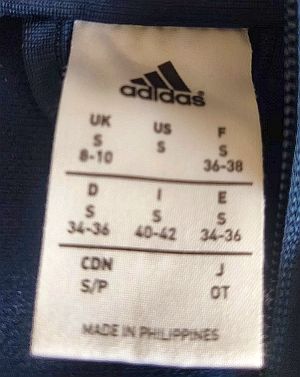 adidas
UK US F
S S S
8-10 36-38
D I E
S S S
34-36 40-42 34-36
CDN J
S/P OT
MADE IN PHILIPPINES